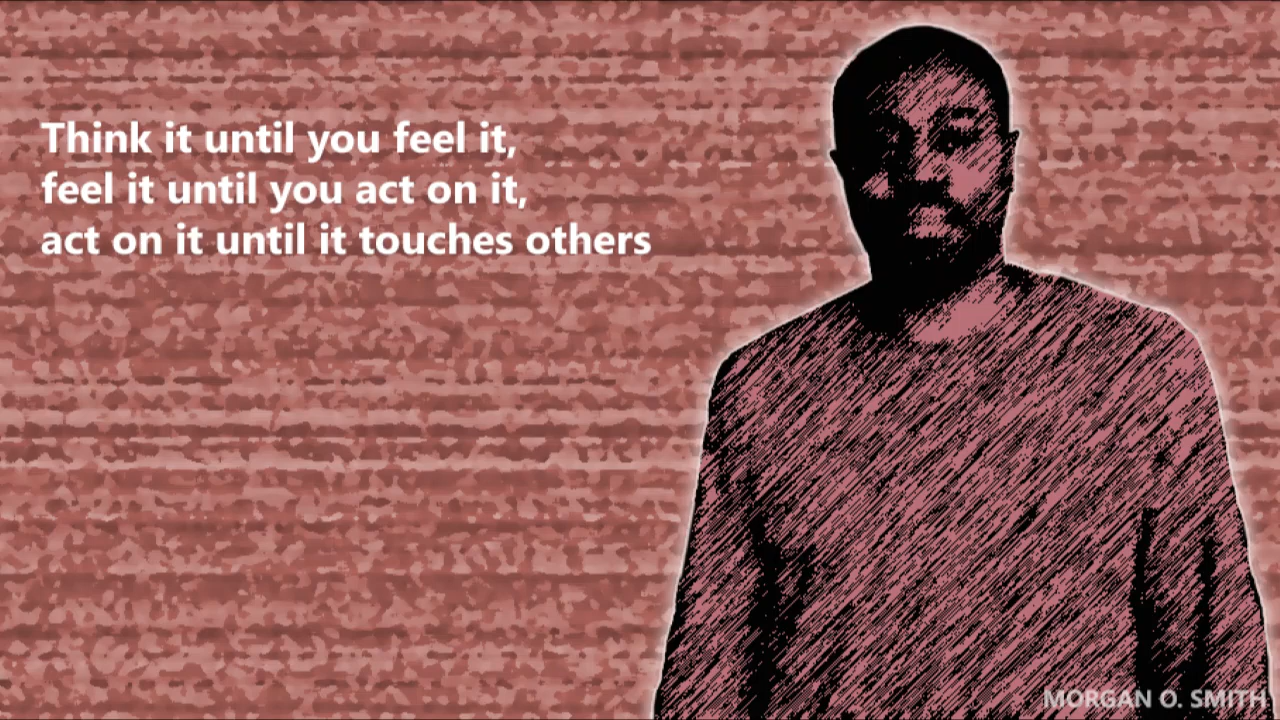 Think it until you feel it,
feel it until you act on it,
act on it until it touches others
MORGAN O. SMITH